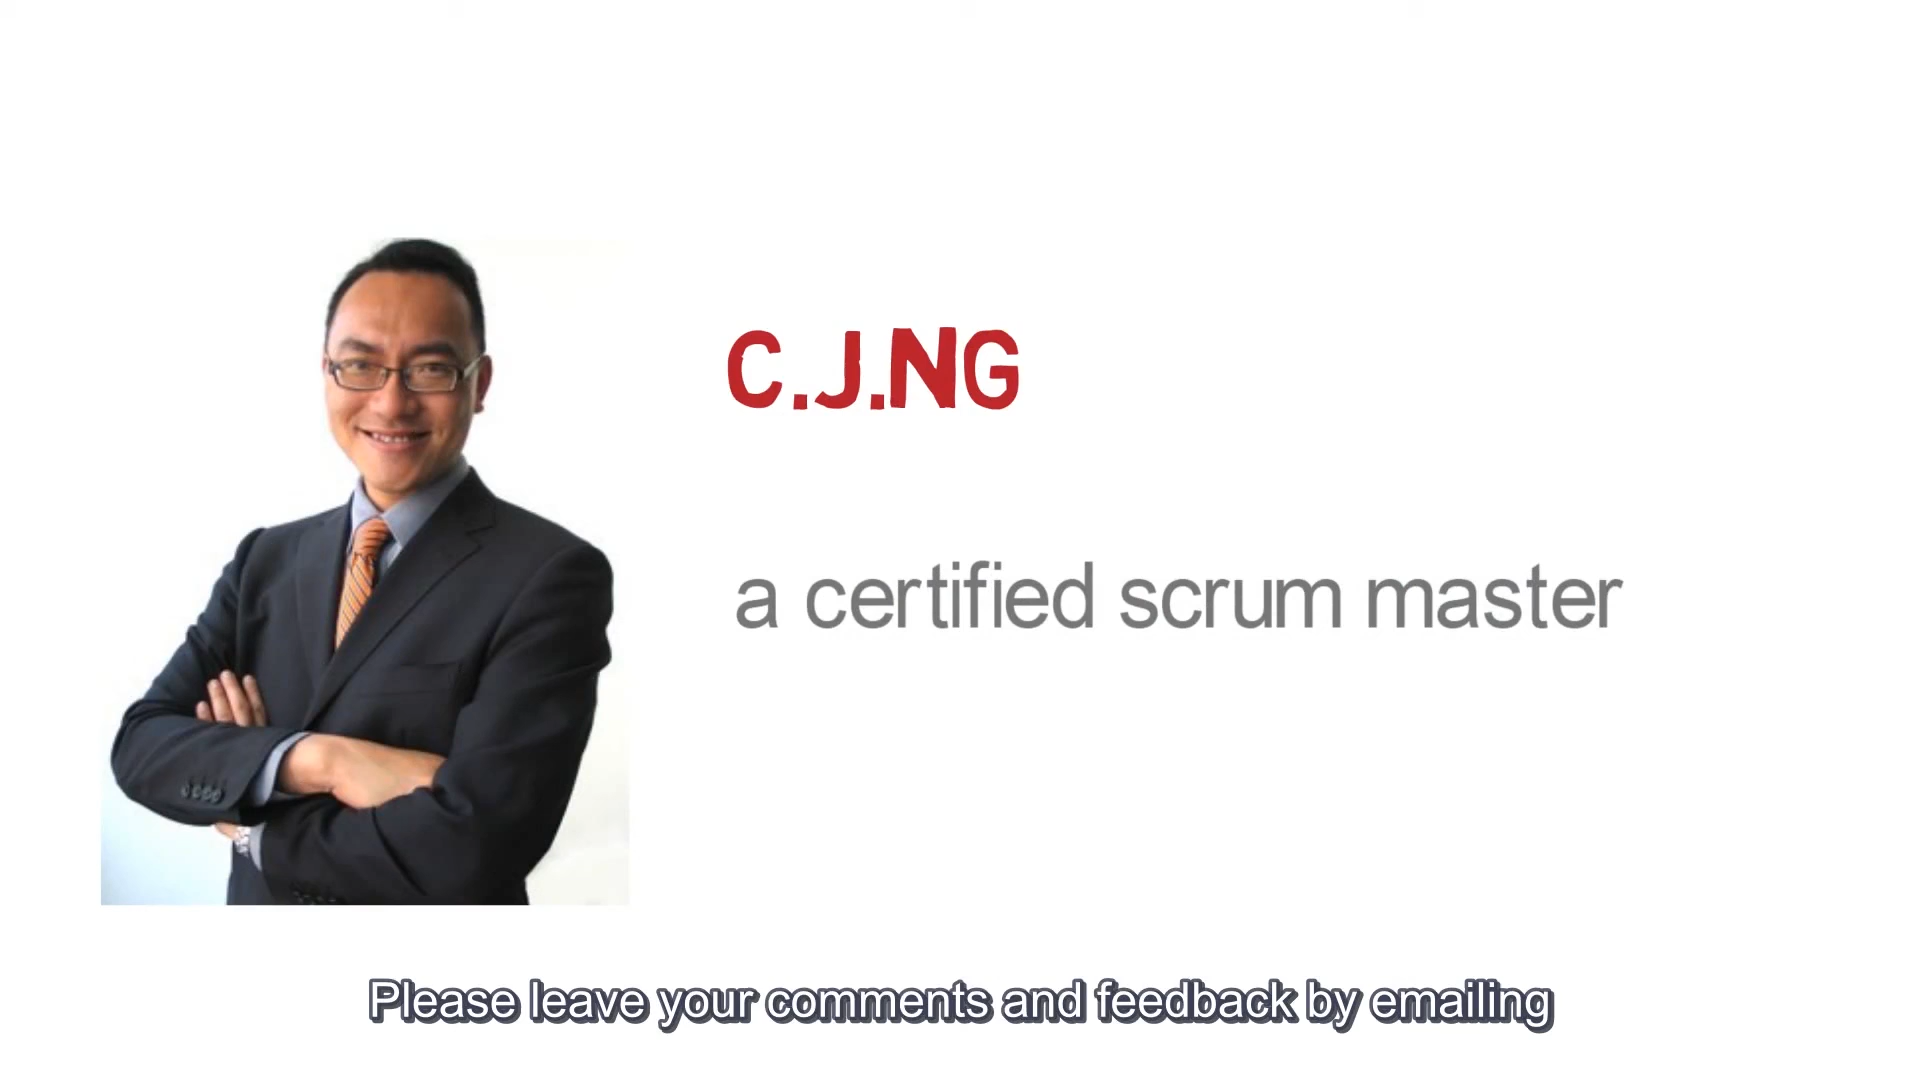 C.J.NG
a certified scrum master
Please leave your comments and feedback by emailing